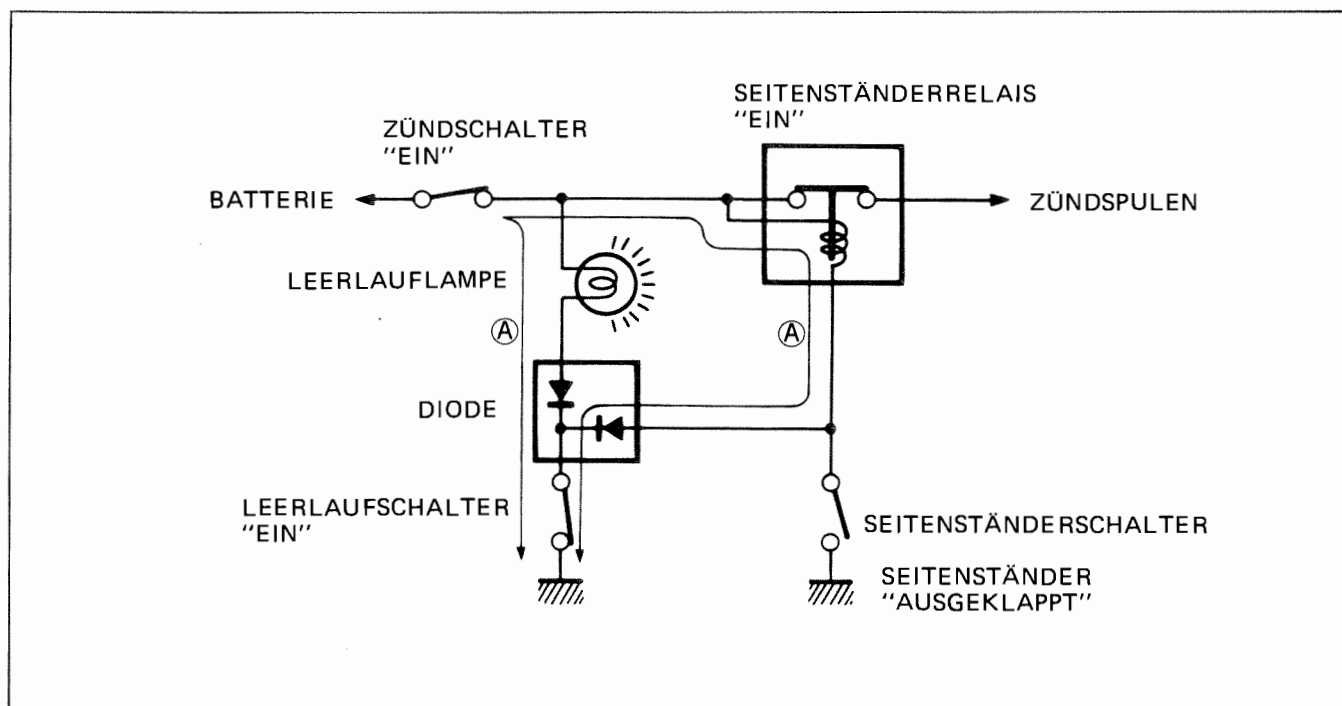 SEITENSTÄNDERRELAIS
"EIN"
ZÜNDSCHALTER
"EIN"
BATTERIE
ZÜNDSPULEN
LEERLAUFLAMPE
A
A
DIODE
LEERLAUFSCHALTER
"EIN"
SEITENSTÄNDERSCHALTER
SEITENSTÄNDER
"AUSGEKLAPPT"